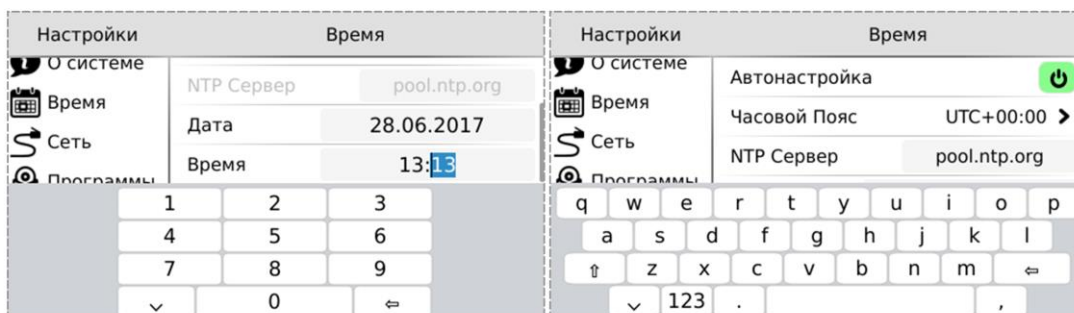 Настройки Время
О системе
Время
Сеть
Программы
NTP Сервер pool.ntp.org
Дата 28.06.2017
Время 13:13
1 2 3
4 5 6
7 8 9
0
Настройки Время
О системе
Время
Сеть
Программы
Автонастройка
Часовой Пояс UTC+00:00
NTP Сервер pool.ntp.org
q w e r t y u i o p
a s d f g h j k l
z x c v b n m
123 . ,